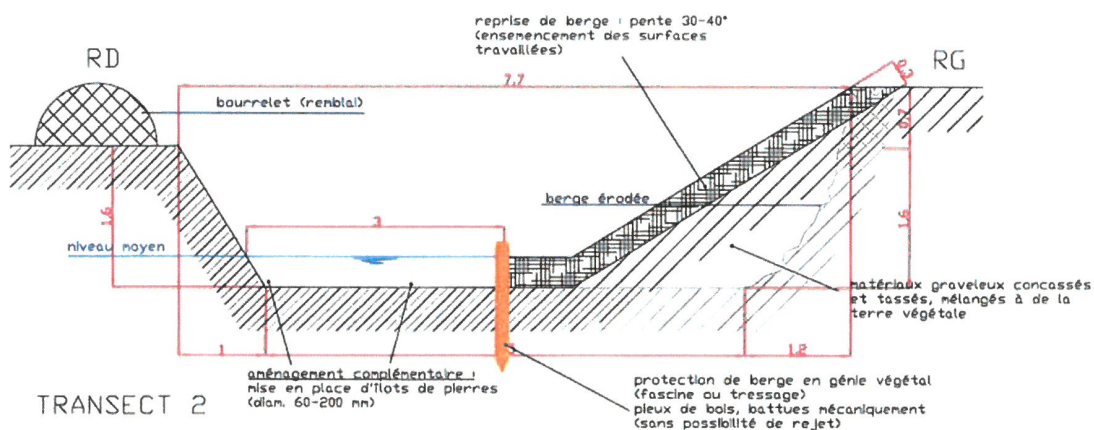 reprise de berge : pente 30-40°
(ensemencement des surfaces
travaillées)
RD
RG
7.7
0.3
bourrelet (remblai)
0.7
berge érodée
1.6
1.6
3
niveau moyen
matériaux graveleux concassés
et tassés, mélangés à de la
terre végétale
1
1.2
aménagement complémentaire :
mise en place d'îlots de pierres
(diam. 60-200 mm)
protection de berge en génie végétal
(fascine ou tressage)
pieux de bois, battues mécaniquement
(sans possibilité de rejet)
TRANSECT 2